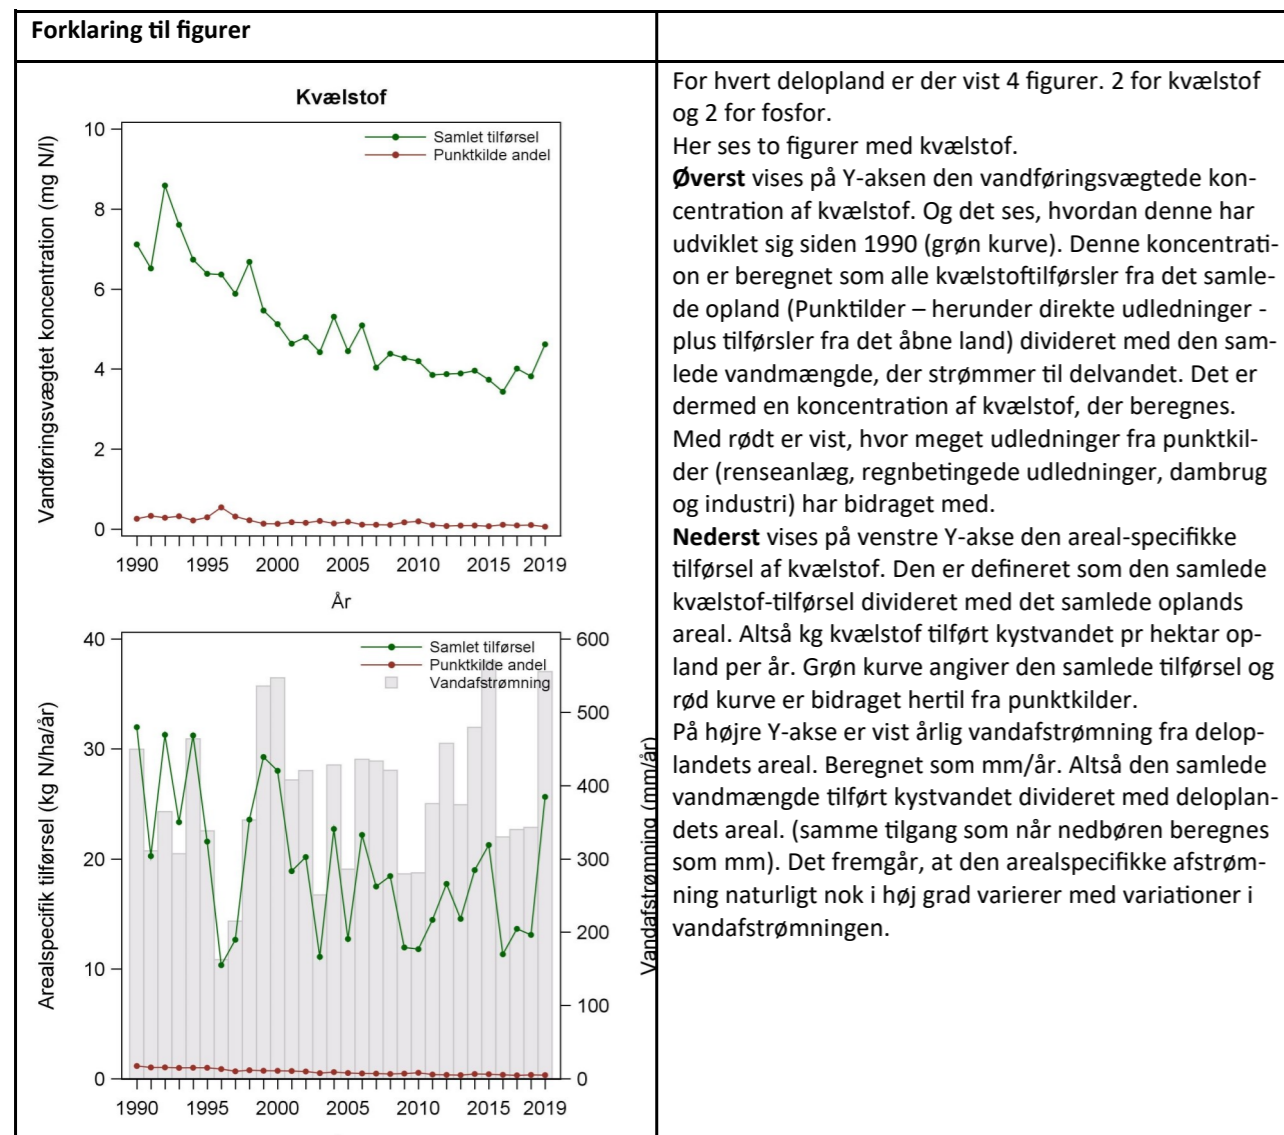 Forklaring til figurer
Kvælstof
Vandføringsvægtet koncentration (mg N/l)
10
8
6
4
2
0
Samlet tilførsel
Punktkilde andel
1990 1995 2000 2005 2010 2015 2019
År
Arealspecifik tilførsel (kg N/ha/år)
40
30
20
10
0
Samlet tilførsel
Punktkilde andel
Vandafstrømning
600
500
400
300
200
100
0
Vandafstrømning (mm/år)
1990 1995 2000 2005 2010 2015 2019
For hvert delopland er der vist 4 figurer. 2 for kvælstof
og 2 for fosfor.
Her ses to figurer med kvælstof.
Øverst vises på Y-aksen den vandføringsvægtede kon-
centration af kvælstof. Og det ses, hvordan denne har
udviklet sig siden 1990 (grøn kurve). Denne koncentrati-
on er beregnet som alle kvælstoftilførsler fra det samle-
de opland (Punktilder – herunder direkte udledninger -
plus tilførsler fra det åbne land) divideret med den sam-
lede vandmængde, der strømmer til delvandet. Det er
dermed en koncentration af kvælstof, der beregnes.
Med rødt er vist, hvor meget udledninger fra punktkil-
der (renseanlæg, regnbetingede udledninger, dambrug
og industri) har bidraget med.
Nederst vises på venstre Y-akse den areal-specifikke
tilførsel af kvælstof. Den er defineret som den samlede
kvælstof-tilførsel divideret med det samlede oplands
areal. Altså kg kvælstof tilført kystvandet pr hektar op-
land per år. Grøn kurve angiver den samlede tilførsel og
rød kurve er bidraget hertil fra punktkilder.
På højre Y-akse er vist årlig vandafstrømning fra delop-
landets areal. Beregnet som mm/år. Altså den samlede
vandmængde tilført kystvandet divideret med deloplan-
dets areal. (samme tilgang som når nedbøren beregnes
som mm). Det fremgår, at den arealspecifikke afstrøm-
ning naturligt nok i høj grad varierer med variationer i
vandafstrømningen.